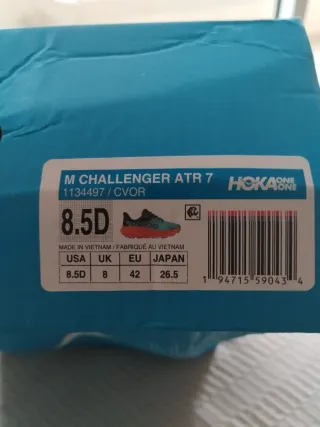 M CHALLENGER ATR 7
1134497 / CVOR
HOKA ONE ONE
8.5D
MADE IN VIETNAM / FABRIQUÉ AU VIETNAM
USA UK EU JAPAN
8.5D 8 42 26.5
1 94715 59043 4